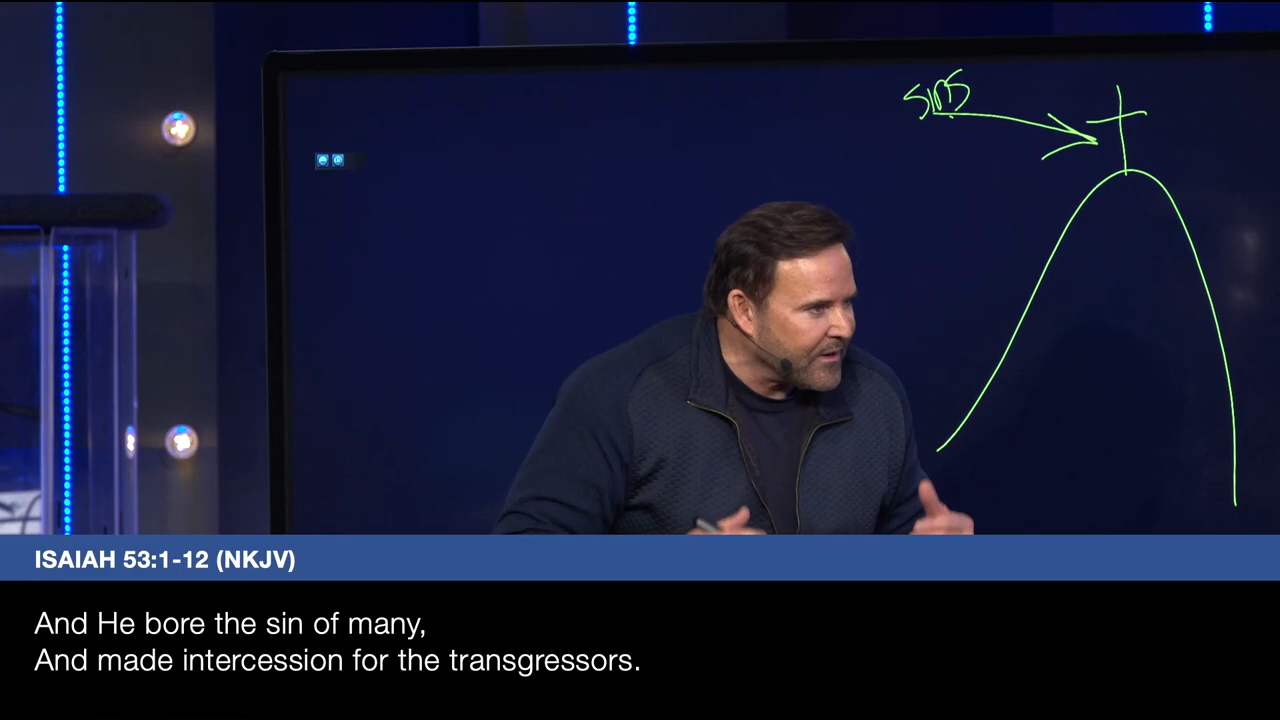 SINS
ISAIAH 53:1-12 (NKJV)
And He bore the sin of many,
And made intercession for the transgressors.